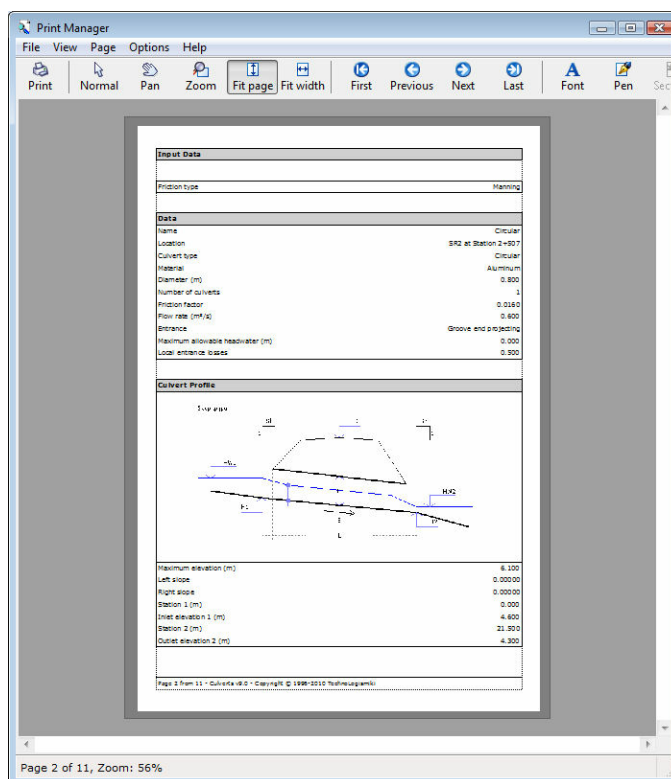 Print Manager
File View Page Options Help
Print Normal Pan Zoom Fit page Fit width First Previous Next Last Font Pen Sec
Input Data
Friction type Manning
Data
Name Circular
Location SR2 at Station 2+507
Culvert type Circular
Material Aluminum
Diameter (m) 0.800
Number of culverts 1
Friction factor 0.0160
Flow rate (m³/s) 0.600
Entrance Groove end projecting
Maximum allowable headwater (m) 0.000
Local entrance losses 0.500
Culvert Profile
HW2
L
Maximum elevation (m) 6.100
Left slope 0.00000
Right slope 0.00000
Station 1 (m) 0.000
Inlet elevation 1 (m) 4.600
Station 2 (m) 21.500
Outlet elevation 2 (m) 4.300
Page 2 from 11 - Culverts v8.0 - Copyright © 1998-2010 Technologismiki
Page 2 of 11, Zoom: 56%